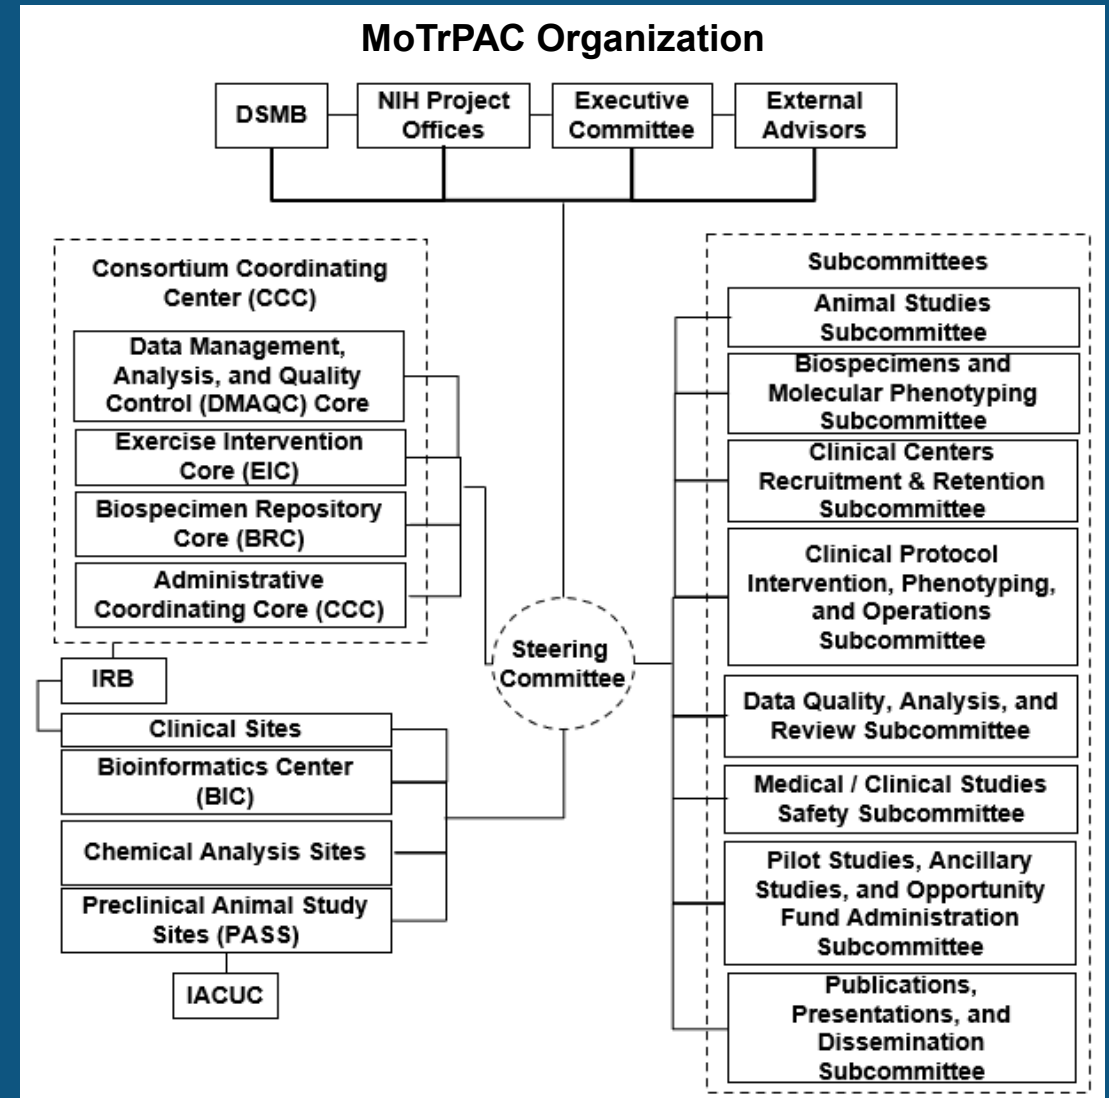 MoTrPAC Organization
DSMB
NIH Project
Offices
Executive
Committee
External
Advisors
Consortium Coordinating
Center (CCC)
Data Management,
Analysis, and Quality
Control (DMAQC) Core
Exercise Intervention
Core (EIC)
Biospecimen Repository
Core (BRC)
Administrative
Coordinating Core (CCC)
IRB
Clinical Sites
Bioinformatics Center
(BIC)
Chemical Analysis Sites
Preclinical Animal Study
Sites (PASS)
IACUC
Steering
Committee
Subcommittees
Animal Studies
Subcommittee
Biospecimens and
Molecular Phenotyping
Subcommittee
Clinical Centers
Recruitment & Retention
Subcommittee
Clinical Protocol
Intervention, Phenotyping,
and Operations
Subcommittee
Data Quality, Analysis, and
Review Subcommittee
Medical / Clinical Studies
Safety Subcommittee
Pilot Studies, Ancillary
Studies, and Opportunity
Fund Administration
Subcommittee
Publications,
Presentations, and
Dissemination
Subcommittee